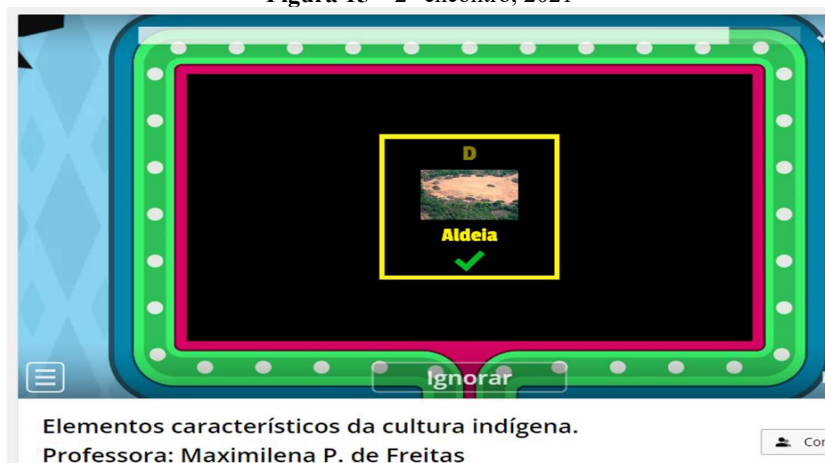 D
Aldeia
Ignorar
Elementos característicos da cultura indígena.
Professora: Maximilena P. de Freitas